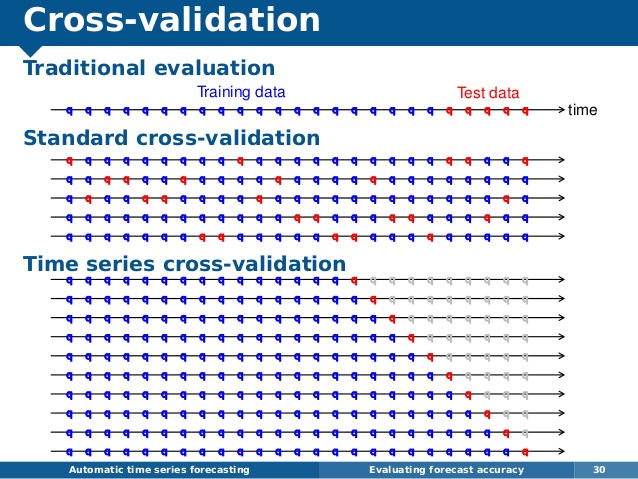 Cross-validation
Traditional evaluation
Training data Test data
time
Standard cross-validation
Time series cross-validation
Automatic time series forecasting Evaluating forecast accuracy 30